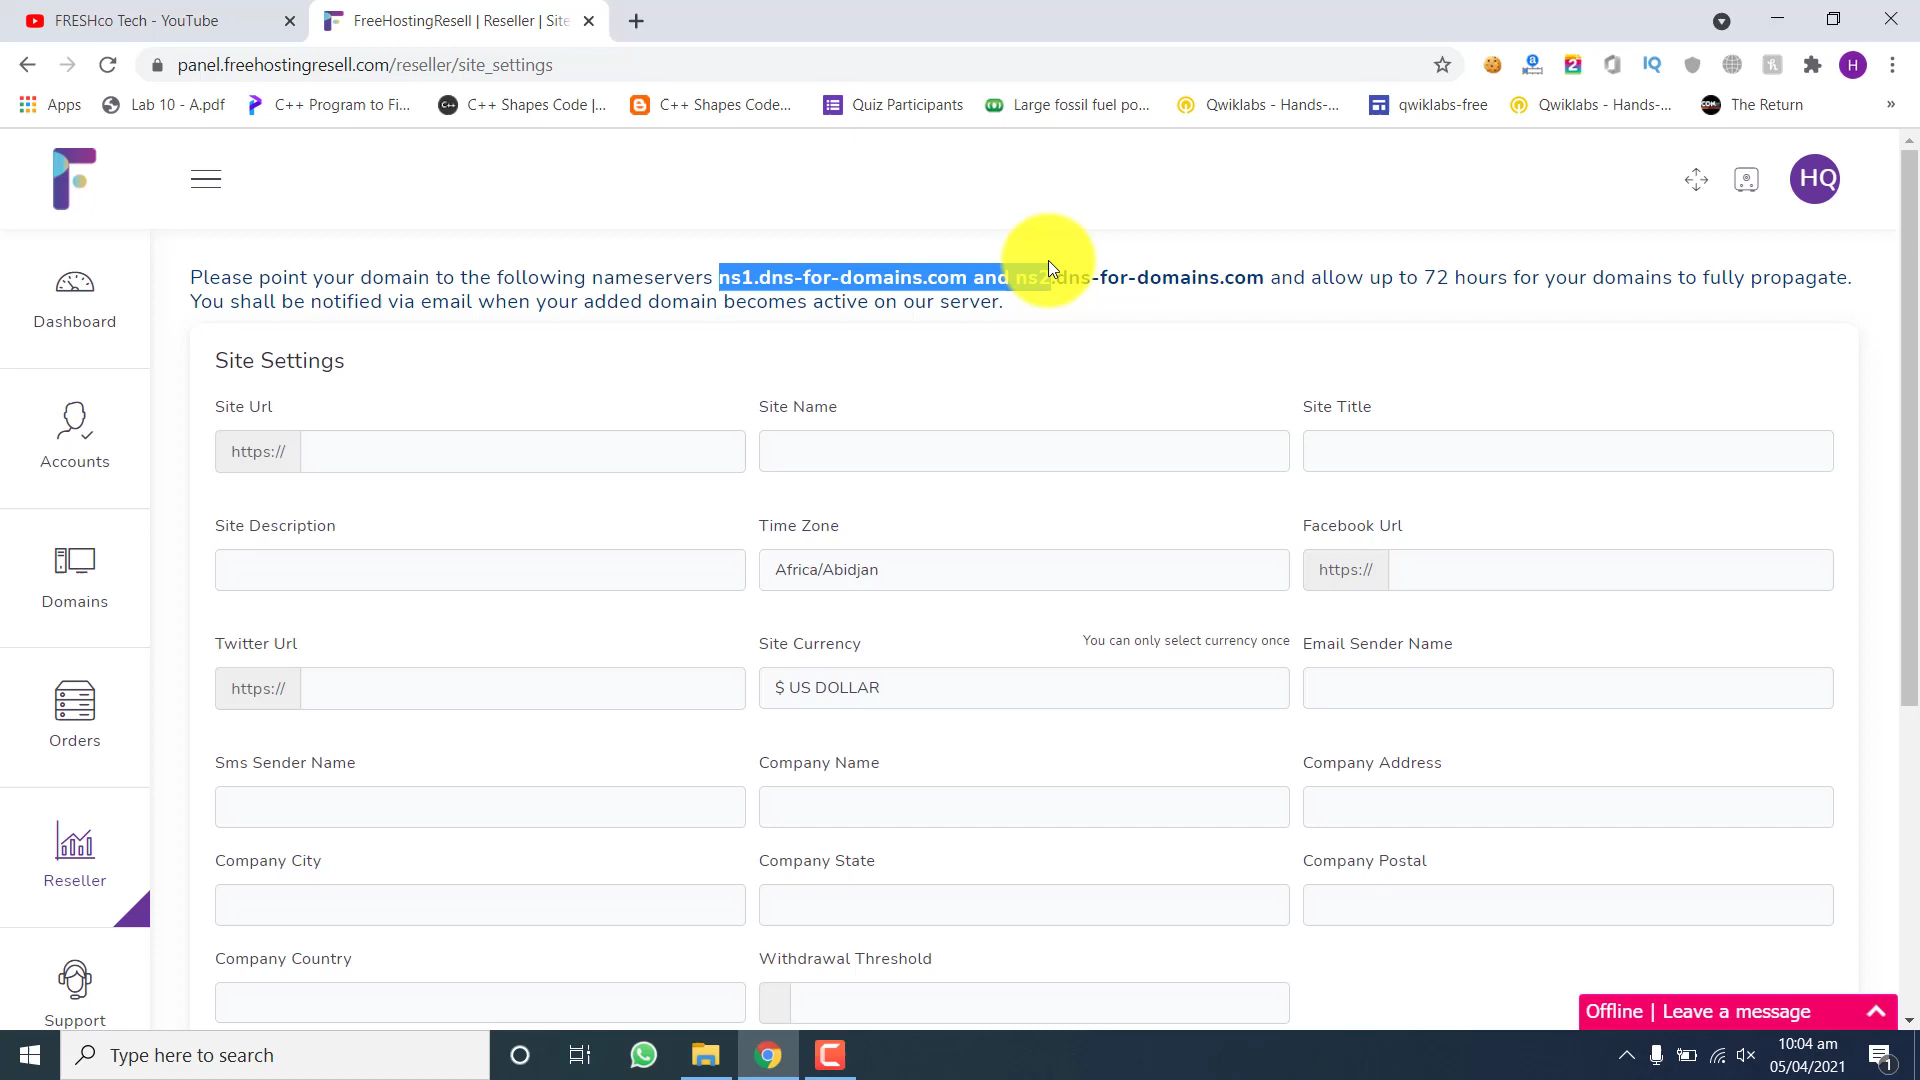 FRESHco Tech - YouTube
FreeHostingResell | Reseller | Site
panel.freehostingresell.com/reseller/site_settings
H
Apps
Lab 10 - A.pdf
C++ Program to Fi...
C++ Shapes Code |...
C++ Shapes Code...
Quiz Participants
Large fossil fuel po...
Qwiklabs - Hands-...
qwiklabs-free
Qwiklabs - Hands-...
The Return
»
HQ
Please point your domain to the following nameservers ns1.dns-for-domains.com and ns2.dns-for-domains.com and allow up to 72 hours for your domains to fully propagate.
You shall be notified via email when your added domain becomes active on our server.
Dashboard
Accounts
Domains
Orders
Reseller
Support
Site Settings
Site Url
Site Name
Site Title
https://
Site Description
Time Zone
Facebook Url
Africa/Abidjan
https://
Twitter Url
Site Currency
You can only select currency once
Email Sender Name
https://
$ US DOLLAR
Sms Sender Name
Company Name
Company Address
Company City
Company State
Company Postal
Company Country
Withdrawal Threshold
Offline | Leave a message
Type here to search
10:04 am
05/04/2021
1